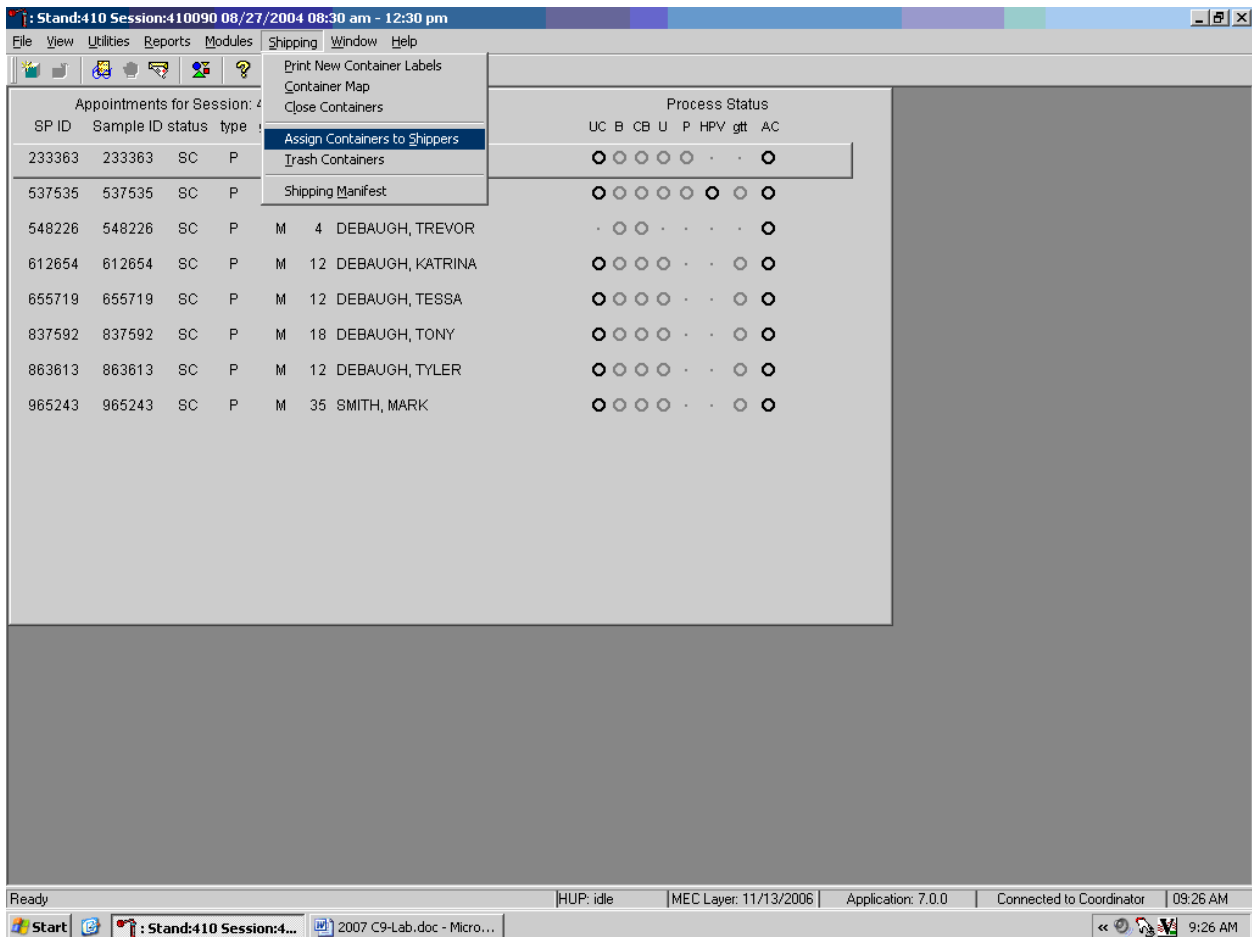 : Stand:410 Session:410090 08/27/2004 08:30 am - 12:30 pm
File View Utilities Reports Modules Shipping Window Help
Print New Container Labels
Container Map
Close Containers
Assign Containers to Shippers
Trash Containers
Shipping Manifest
Appointments for Session: 4
Process Status
SP ID Sample ID status type UC B CB U P HPV gtt AC
233363 233363 SC P
537535 537535 SC P
548226 548226 SC P M 4 DEBAUGH, TREVOR
612654 612654 SC P M 12 DEBAUGH, KATRINA
655719 655719 SC P M 12 DEBAUGH, TESSA
837592 837592 SC P M 18 DEBAUGH, TONY
863613 863613 SC P M 12 DEBAUGH, TYLER
965243 965243 SC P M 35 SMITH, MARK
Ready HUP: idle MEC Layer: 11/13/2006 Application: 7.0.0 Connected to Coordinator 09:26 AM
Start : Stand:410 Session:4... 2007 C9-Lab.doc - Micro... « 9:26 AM